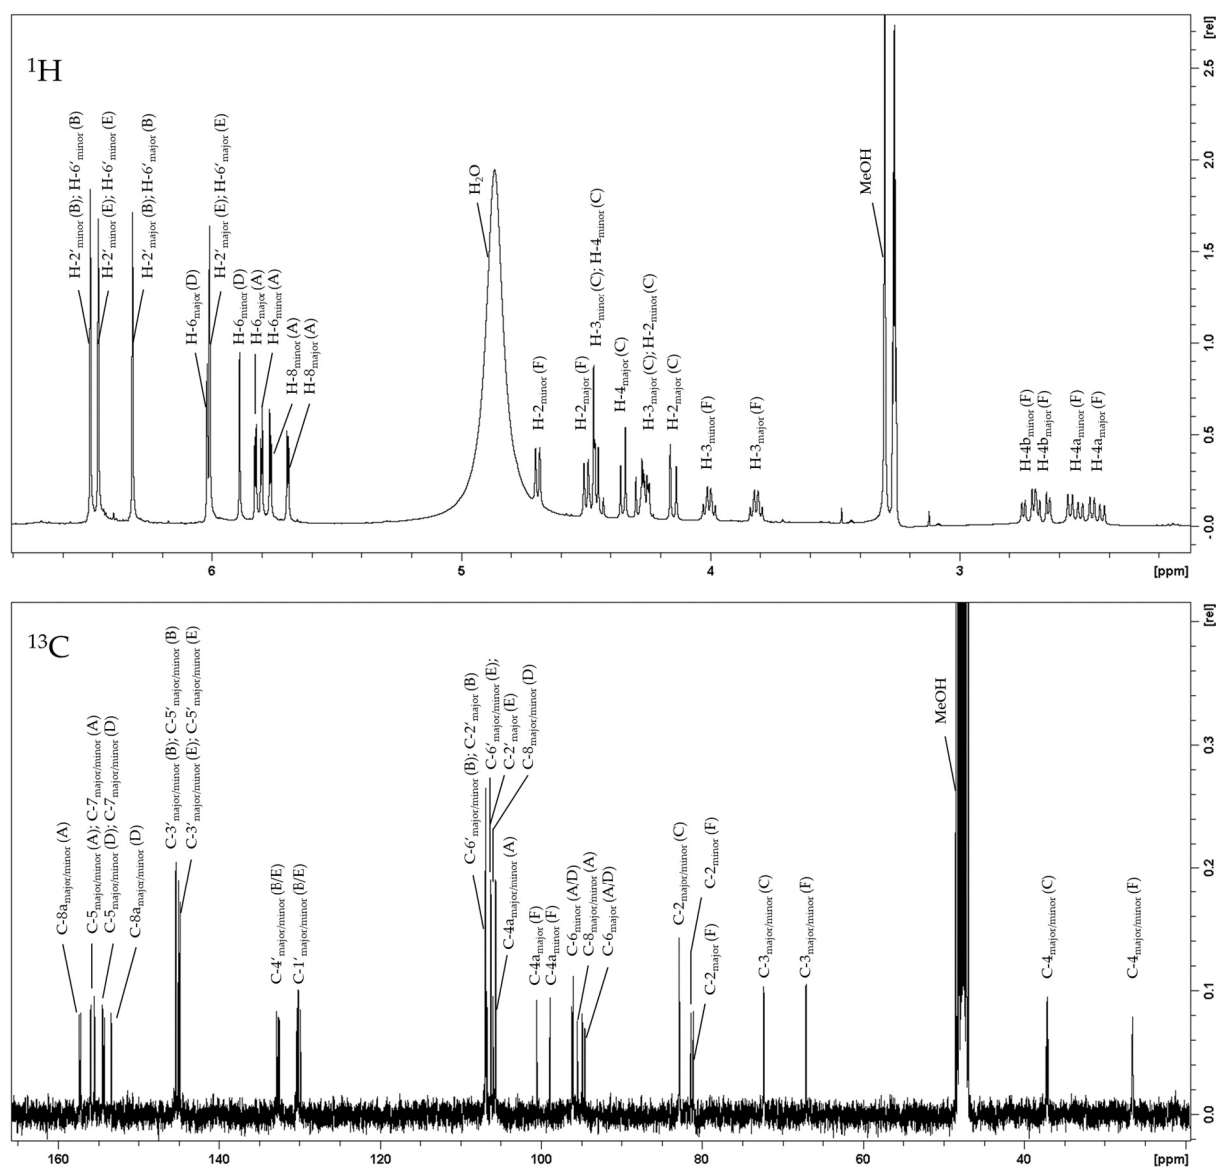 ¹H
H-2′minor (B); H-6′minor (B)
H-2′minor (E); H-6′minor (E)
H-2′major (B); H-6′major (B)
H-6major (D)
H-2′major (E); H-6′major (E)
H-6minor (D)
H-6major (A)
H-6minor (A)
H-8minor (A)
H-8major (A)
H₂O
H-2minor (F)
H-2major (F)
H-3minor (C); H-4minor (C)
H-4major (C)
H-3major (C); H-2minor (C)
H-2major (C)
H-3minor (F)
H-3major (F)
MeOH
H-4bminor (F)
H-4bmajor (F)
H-4aminor (F)
H-4amajor (F)
[rel]
2.5
2.0
1.5
1.0
0.5
-0.0
6
5
4
3
[ppm]
¹³C
C-8amajor/minor (A)
C-5major/minor (A); C-7major/minor (A)
C-5major/minor (D); C-7major/minor (D)
C-8amajor/minor (D)
C-3′major/minor (B); C-5′major/minor (B)
C-3′major/minor (E); C-5′major/minor (E)
C-4′major/minor (B/E)
C-1′major/minor (B/E)
C-6′major/minor (B); C-2′major (B)
C-6′major/minor (E);
C-2′major (E)
C-8major/minor (D)
C-4amajor/minor (A)
C-4amajor (F)
C-4aminor (F)
C-6minor (A/D)
C-8major/minor (A)
C-6major (A/D)
C-2major/minor (C)
C-2minor (F)
C-2major (F)
C-3major/minor (C)
C-3major/minor (F)
MeOH
C-4major/minor (C)
C-4major/minor (F)
[rel]
0.3
0.2
0.1
0.0
160
140
120
100
80
60
40
[ppm]